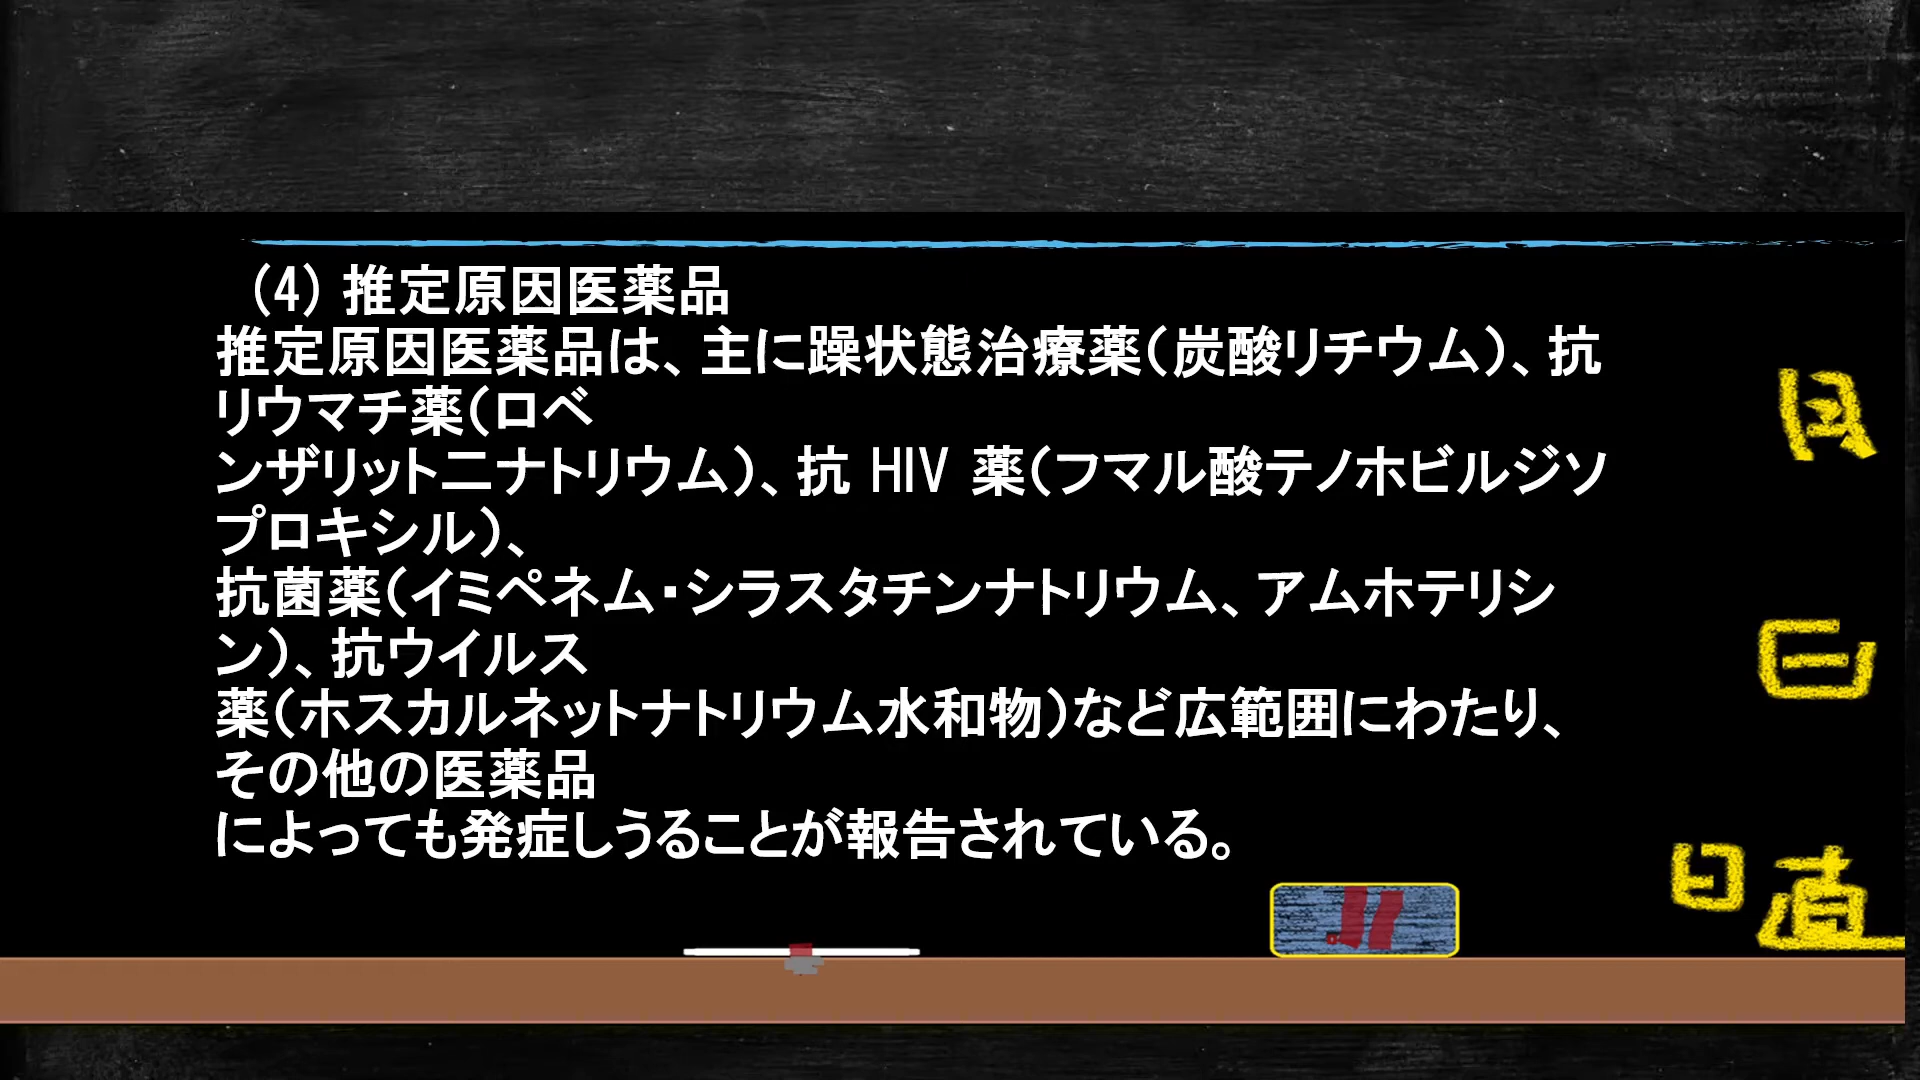 (4) 推定原因医薬品
推定原因医薬品は、主に躁状態治療薬(炭酸リチウム)、抗
リウマチ薬(ロベ
ンザリット二ナトリウム)、抗 HIV 薬(フマル酸テノホビルジソ
プロキシル)、
抗菌薬(イミペネム・シラスタチンナトリウム、アムホテリシ
ン)、抗ウイルス
薬(ホスカルネットナトリウム水和物)など広範囲にわたり、
その他の医薬品
によっても発症しうることが報告されている。
日直